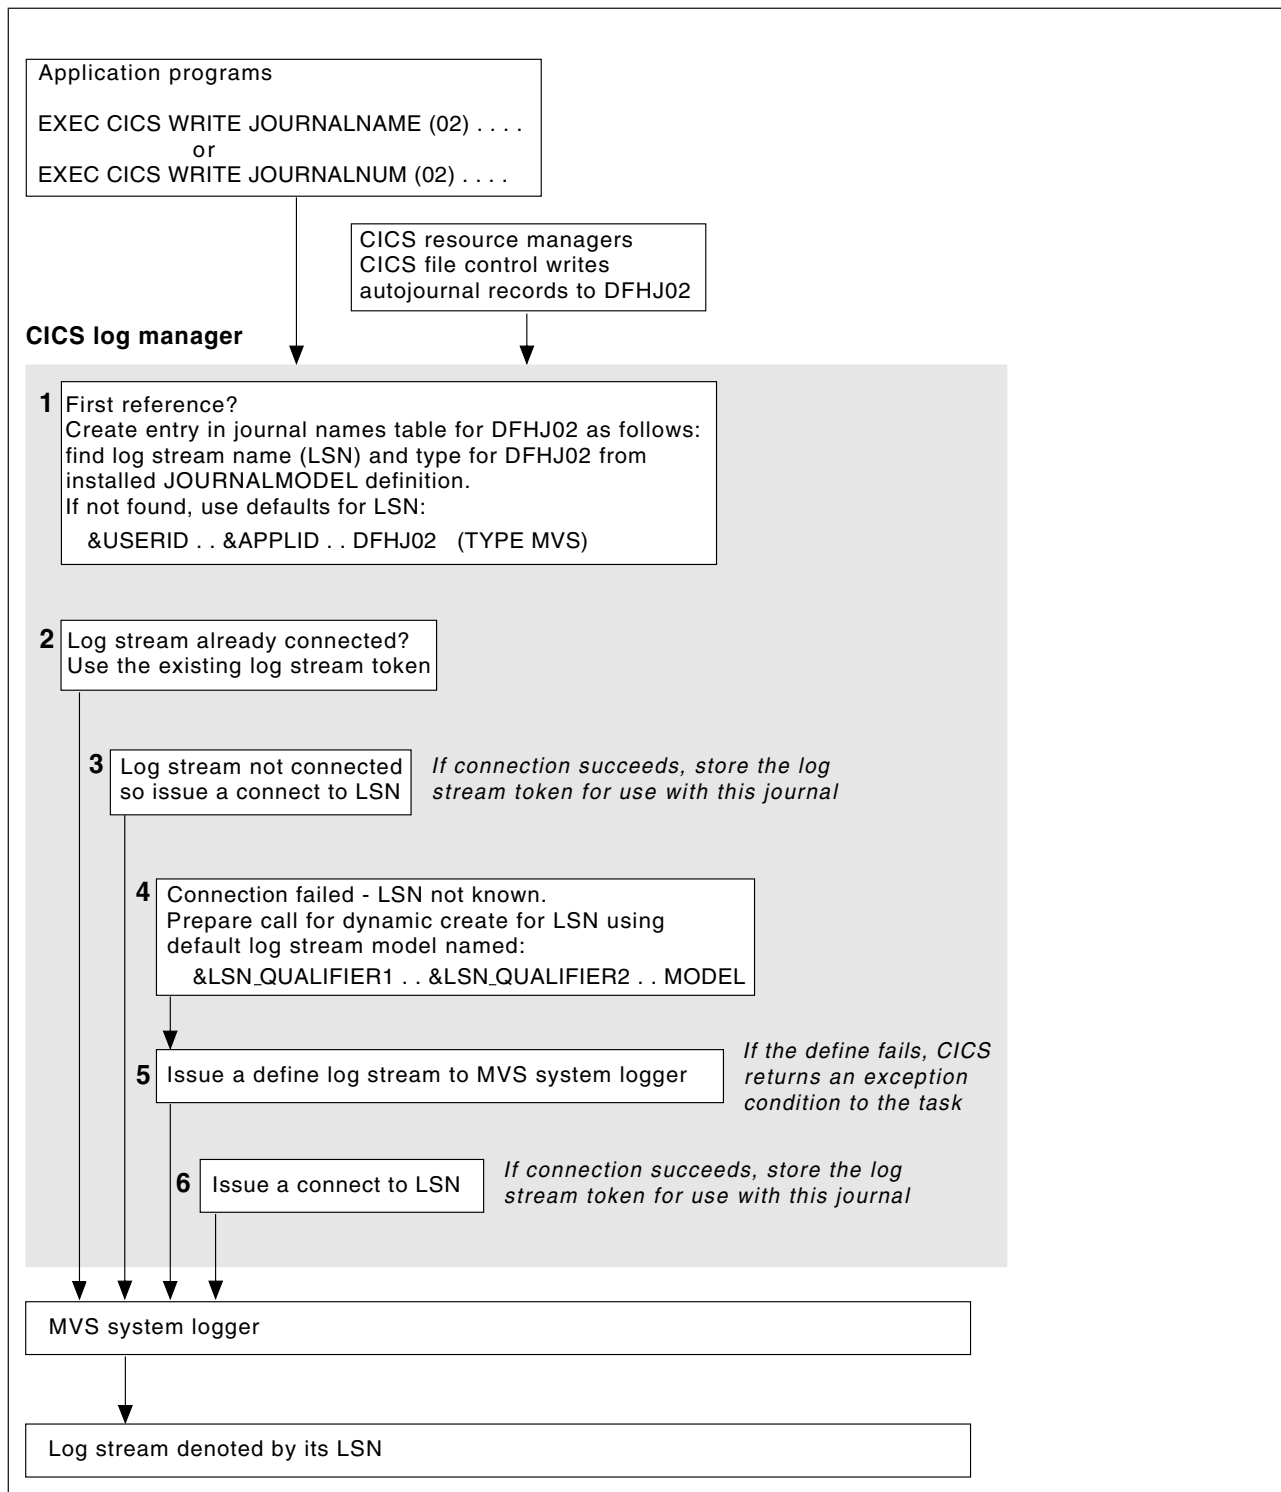 Application programs
EXEC CICS WRITE JOURNALNAME (02) . . . .
or
EXEC CICS WRITE JOURNALNUM (02) . . . .
CICS resource managers
CICS file control writes
autojournal records to DFHJ02
CICS log manager
1
First reference?
Create entry in journal names table for DFHJ02 as follows:
find log stream name (LSN) and type for DFHJ02 from
installed JOURNALMODEL definition.
If not found, use defaults for LSN:
&USERID . . &APPLID . . DFHJ02 (TYPE MVS)
2
Log stream already connected?
Use the existing log stream token
3
Log stream not connected
so issue a connect to LSN
If connection succeeds, store the log
stream token for use with this journal
4
Connection failed - LSN not known.
Prepare call for dynamic create for LSN using
default log stream model named:
&LSN_QUALIFIER1 . . &LSN_QUALIFIER2 . . MODEL
5
Issue a define log stream to MVS system logger
If the define fails, CICS
returns an exception
condition to the task
6
Issue a connect to LSN
If connection succeeds, store the log
stream token for use with this journal
MVS system logger
Log stream denoted by its LSN